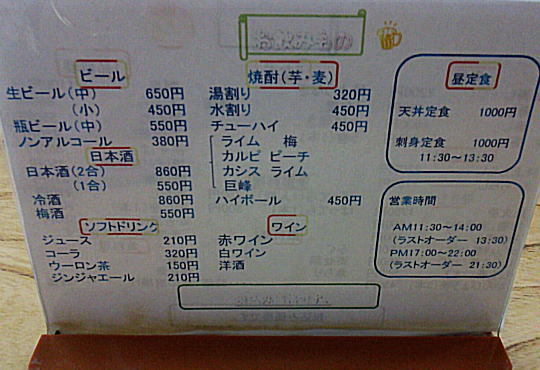 お飲み物
ビール
生ビール(中) 650円
(小) 450円
瓶ビール(中) 550円
ノンアルコール 380円
日本酒
日本酒(2合) 860円
(1合) 550円
冷酒 860円
梅酒 550円
ソフトドリンク
ジュース 210円
コーラ 320円
ウーロン茶 150円
ジンジャエール 210円
焼酎(芋・麦)
湯割り 320円
水割り 450円
チューハイ 450円
ライム 梅
カルピ ピーチ
カシス ライム
巨峰
ハイボール 450円
ワイン
赤ワイン
白ワイン
洋酒
昼定食
天丼定食 1000円
刺身定食 1000円
11:30～13:30
営業時間
AM11:30～14:00
(ラストオーダー 13:30)
PM17:00～22:00
(ラストオーダー 21:30)